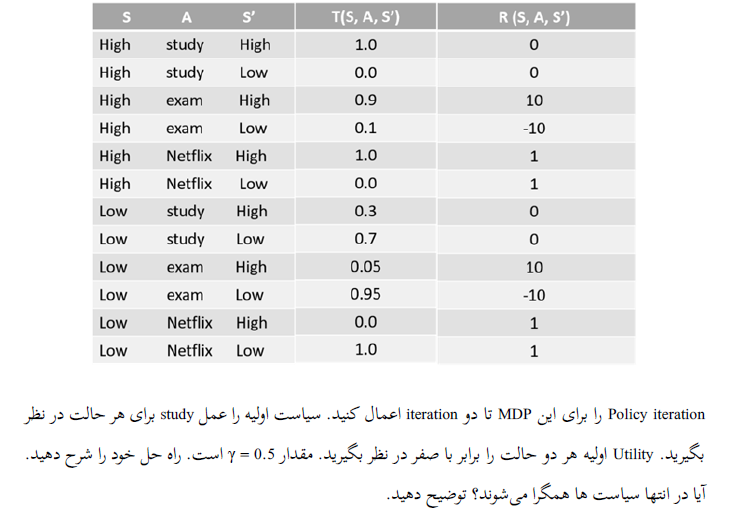 S A S’ T(S, A, S’) R (S, A, S’)
High study High 1.0 0
High study Low 0.0 0
High exam High 0.9 10
High exam Low 0.1 -10
High Netflix High 1.0 1
High Netflix Low 0.0 1
Low study High 0.3 0
Low study Low 0.7 0
Low exam High 0.05 10
Low exam Low 0.95 -10
Low Netflix High 0.0 1
Low Netflix Low 1.0 1
Policy iteration را برای این MDP تا دو iteration اعمال کنید. سیاست اولیه را عمل study برای هر حالت در نظر
بگیرید. Utility اولیه هر دو حالت را برابر با صفر در نظر بگیرید. مقدار γ = 0.5 است. راه حل خود را شرح دهید.
آیا در انتها سیاست ها همگرا می‌شوند؟ توضیح دهید.